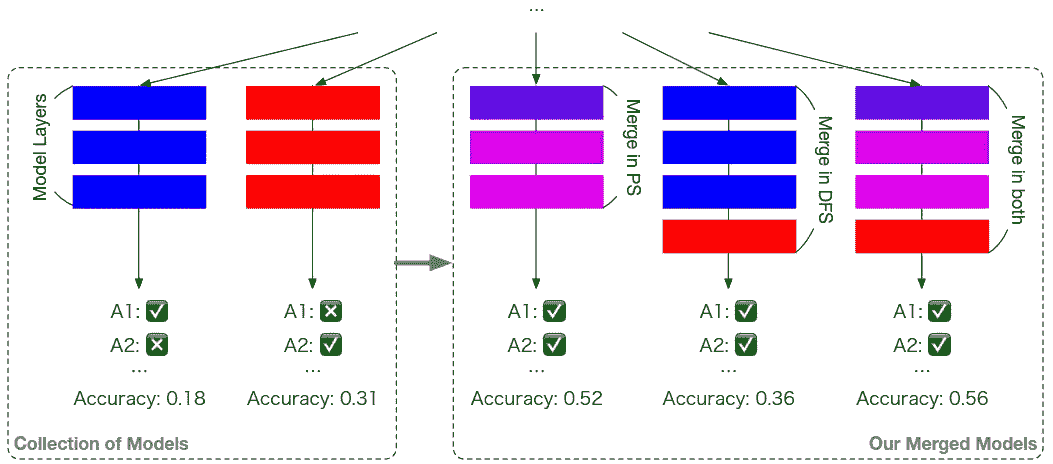 ...
Model Layers
Merge in PS
Merge in DFS
Merge in both
A1: ✅
A2: ❎
...
Accuracy: 0.18
A1: ❎
A2: ✅
...
Accuracy: 0.31
A1: ✅
A2: ✅
...
Accuracy: 0.52
A1: ✅
A2: ✅
...
Accuracy: 0.36
A1: ✅
A2: ✅
...
Accuracy: 0.56
Collection of Models
Our Merged Models